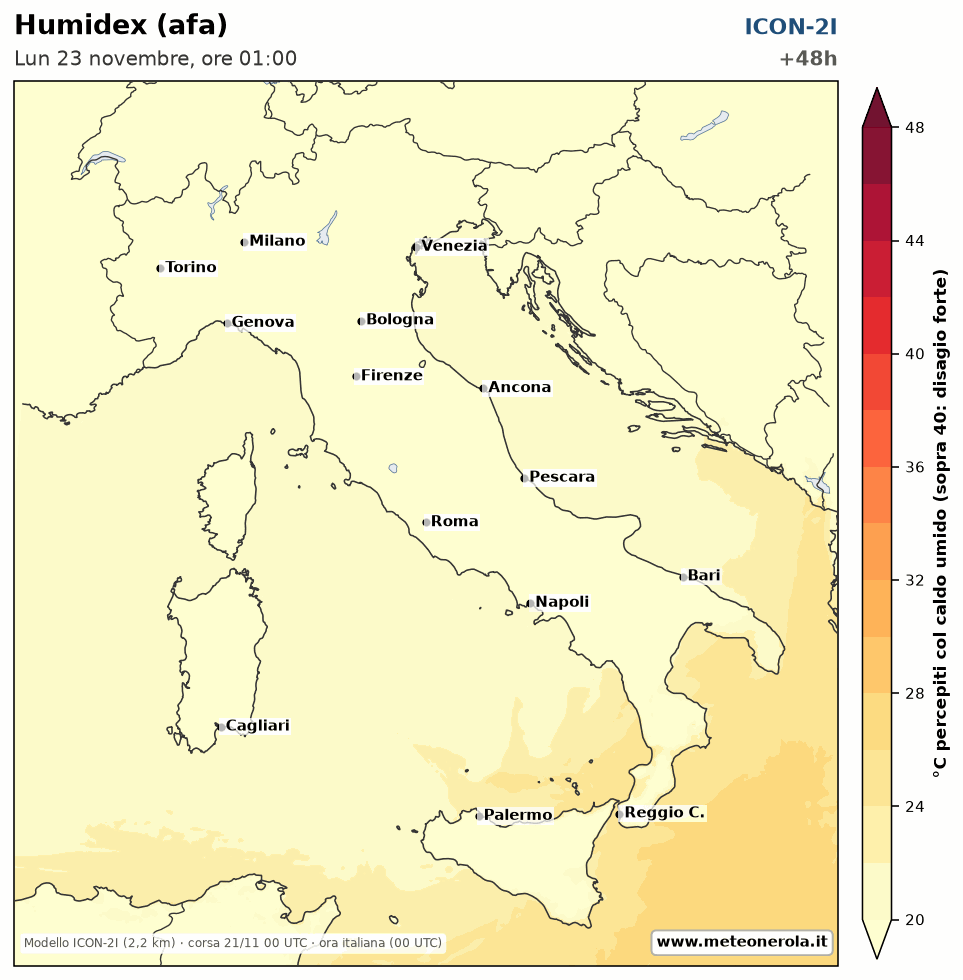 Humidex (afa)
ICON-2I
Lun 23 novembre, ore 01:00
+48h
Milano
Venezia
Torino
Genova
Bologna
Firenze
Ancona
Pescara
Roma
Bari
Napoli
Cagliari
Palermo
Reggio C.
48
44
40
36
32
28
24
20
°C percepiti col caldo umido (sopra 40: disagio forte)
Modello ICON-2I (2,2 km) · corsa 21/11 00 UTC · ora italiana (00 UTC)
www.meteonerola.it